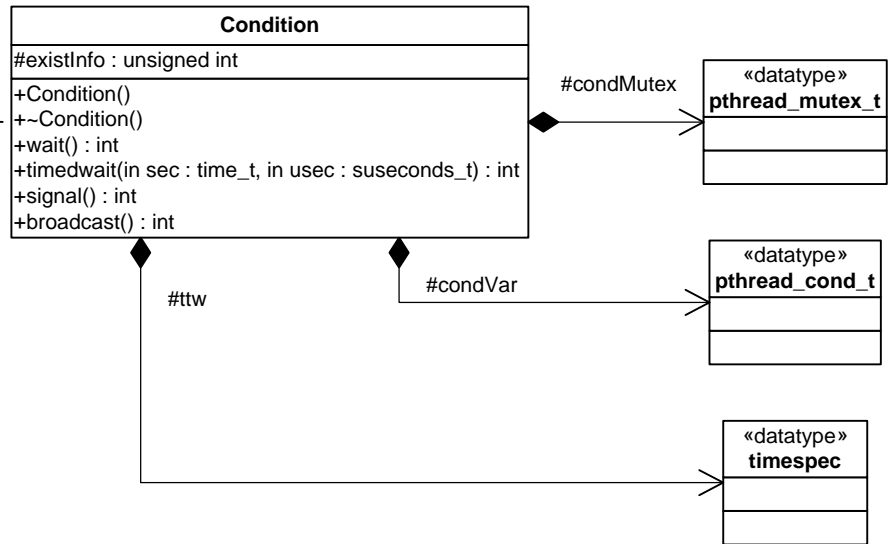 Condition
#existInfo : unsigned int
+Condition()
+~Condition()
+wait() : int
+timedwait(in sec : time_t, in usec : suseconds_t) : int
+signal() : int
+broadcast() : int
#condMutex
«datatype»
pthread_mutex_t
#condVar
«datatype»
pthread_cond_t
#ttw
«datatype»
timespec